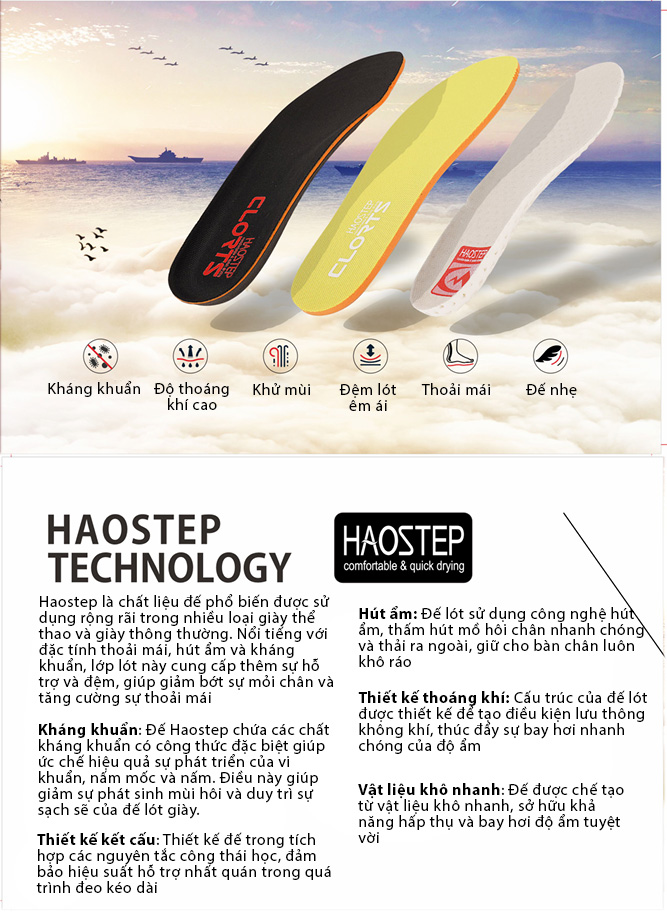 CLORTS
HAOSTEP
HAOSTEP
CLORTS
HAOSTEP
Kháng khuẩn
Độ thoáng
khí cao
Khử mùi
Đệm lót
êm ái
Thoải mái
Đế nhẹ
HAOSTEP
TECHNOLOGY
Haostep là chất liệu đế phổ biến được sử
dụng rộng rãi trong nhiều loại giày thể
thao và giày thông thường. Nổi tiếng với
đặc tính thoải mái, hút ẩm và kháng
khuẩn, lớp lót này cung cấp thêm sự hỗ
trợ và đệm, giúp giảm bớt sự mỏi chân và
tăng cường sự thoải mái
Kháng khuẩn: Đế Haostep chứa các chất
kháng khuẩn có công thức đặc biệt giúp
ức chế hiệu quả sự phát triển của vi
khuẩn, nấm mốc và nấm. Điều này giúp
giảm sự phát sinh mùi hôi và duy trì sự
sạch sẽ của đế lót giày.
Thiết kế kết cấu: Thiết kế đế trong tích
hợp các nguyên tắc công thái học, đảm
bảo hiệu suất hỗ trợ nhất quán trong quá
trình đeo kéo dài
HAOSTEP
comfortable & quick drying
Hút ẩm: Đế lót sử dụng công nghệ hút
ẩm, thấm hút mồ hôi chân nhanh chóng
và thải ra ngoài, giữ cho bàn chân luôn
khô ráo
Thiết kế thoáng khí: Cấu trúc của đế lót
được thiết kế để tạo điều kiện lưu thông
không khí, thúc đẩy sự bay hơi nhanh
chóng của độ ẩm
Vật liệu khô nhanh: Đế được chế tạo
từ vật liệu khô nhanh, sở hữu khả
năng hấp thụ và bay hơi độ ẩm tuyệt
vời